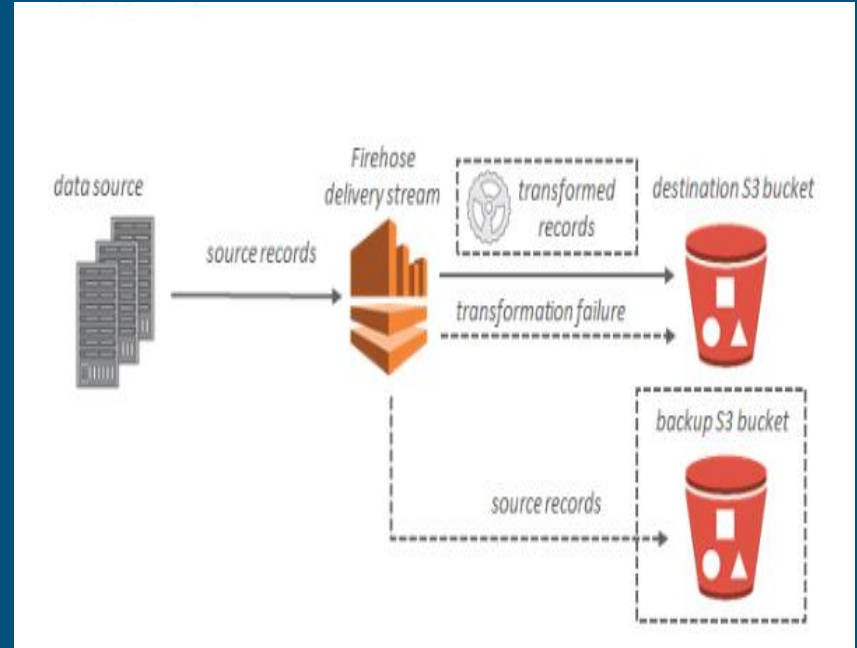 data source
source records
Firehose
delivery stream
transformed
records
transformation failure
destination S3 bucket
backup S3 bucket
source records